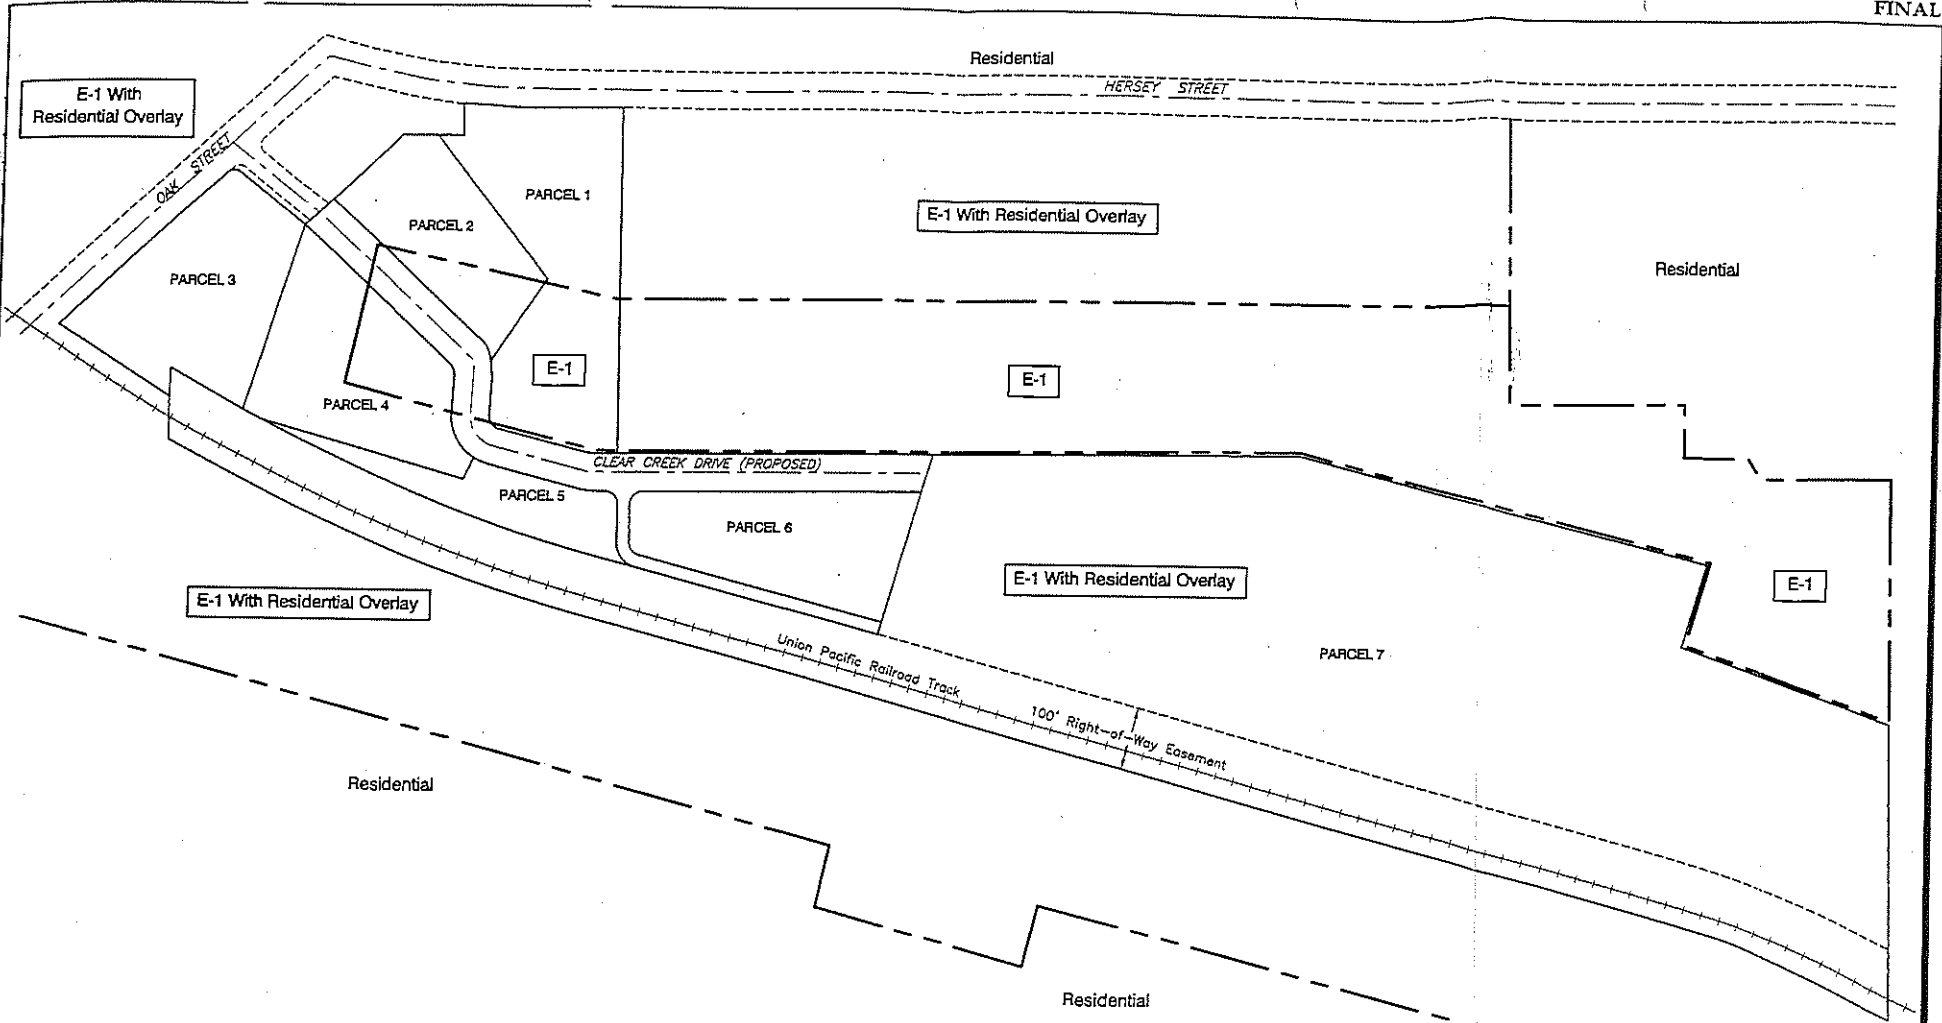 FINAL
Residential
HERSEY STREET
E-1 With
Residential Overlay
OAK STREET
PARCEL 1
PARCEL 2
E-1 With Residential Overlay
Residential
PARCEL 3
E-1
E-1
PARCEL 4
CLEAR CREEK DRIVE (PROPOSED)
PARCEL 5
PARCEL 6
E-1 With Residential Overlay
E-1
E-1 With Residential Overlay
PARCEL 7
Union Pacific Railroad Track
100' Right-of-Way Easement
Residential
Residential